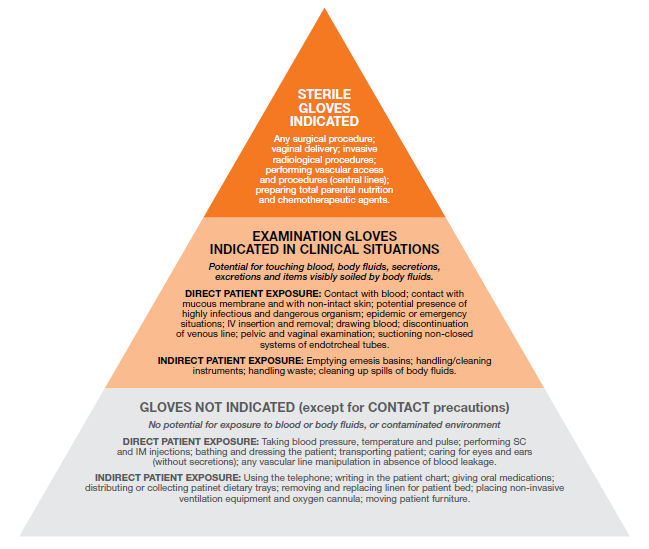 STERILE
GLOVES
INDICATED
Any surgical procedure;
vaginal delivery; invasive
radiological procedures;
performing vascular access
and procedures (central lines);
preparing total parental nutrition
and chemotherapeutic agents.
EXAMINATION GLOVES
INDICATED IN CLINICAL SITUATIONS
Potential for touching blood, body fluids, secretions,
excretions and items visibly soiled by body fluids.
DIRECT PATIENT EXPOSURE: Contact with blood; contact with
mucous membrane and with non-intact skin; potential presence of
highly infectious and dangerous organism; epidemic or emergency
situations; IV insertion and removal; drawing blood; discontinuation
of venous line; pelvic and vaginal examination; suctioning non-closed
systems of endotrcheal tubes.
INDIRECT PATIENT EXPOSURE: Emptying emesis basins; handling/cleaning
instruments; handling waste; cleaning up spills of body fluids.
GLOVES NOT INDICATED (except for CONTACT precautions)
No potential for exposure to blood or body fluids, or contaminated environment
DIRECT PATIENT EXPOSURE: Taking blood pressure, temperature and pulse; performing SC
and IM injections; bathing and dressing the patient; transporting patient; caring for eyes and ears
(without secretions); any vascular line manipulation in absence of blood leakage.
INDIRECT PATIENT EXPOSURE: Using the telephone; writing in the patient chart; giving oral medications;
distributing or collecting patinet dietary trays; removing and replacing linen for patient bed; placing non-invasive
ventilation equipment and oxygen cannula; moving patient furniture.